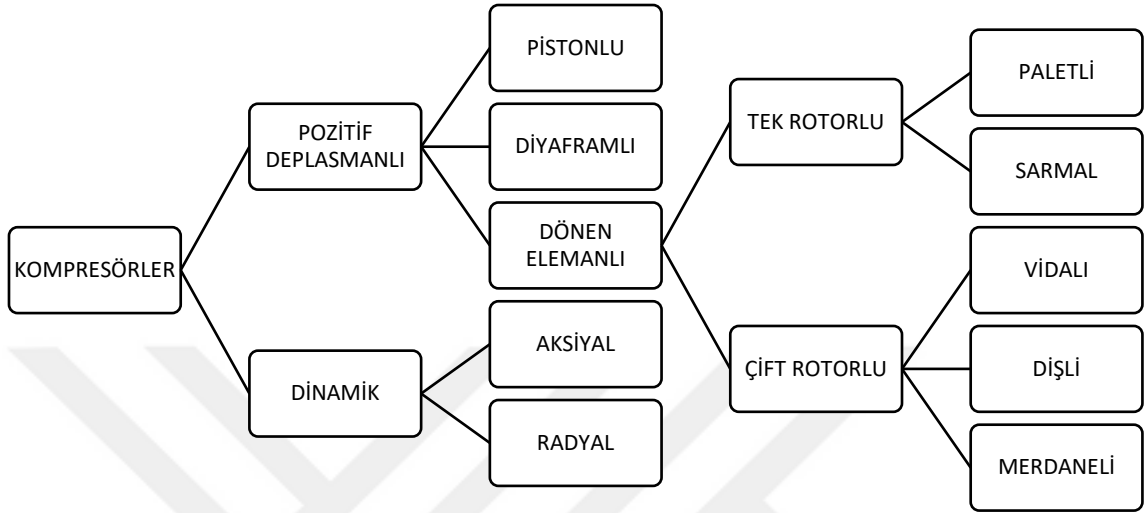 KOMPRESÖRLER
POZİTİF
DEPLASMANLI
DİNAMİK
PİSTONLU
DİYAFRAMLI
DÖNEN
ELEMANLI
AKSİYAL
RADYAL
TEK ROTORLU
ÇİFT ROTORLU
PALETLİ
SARMAL
VİDALI
DİŞLİ
MERDANELİ